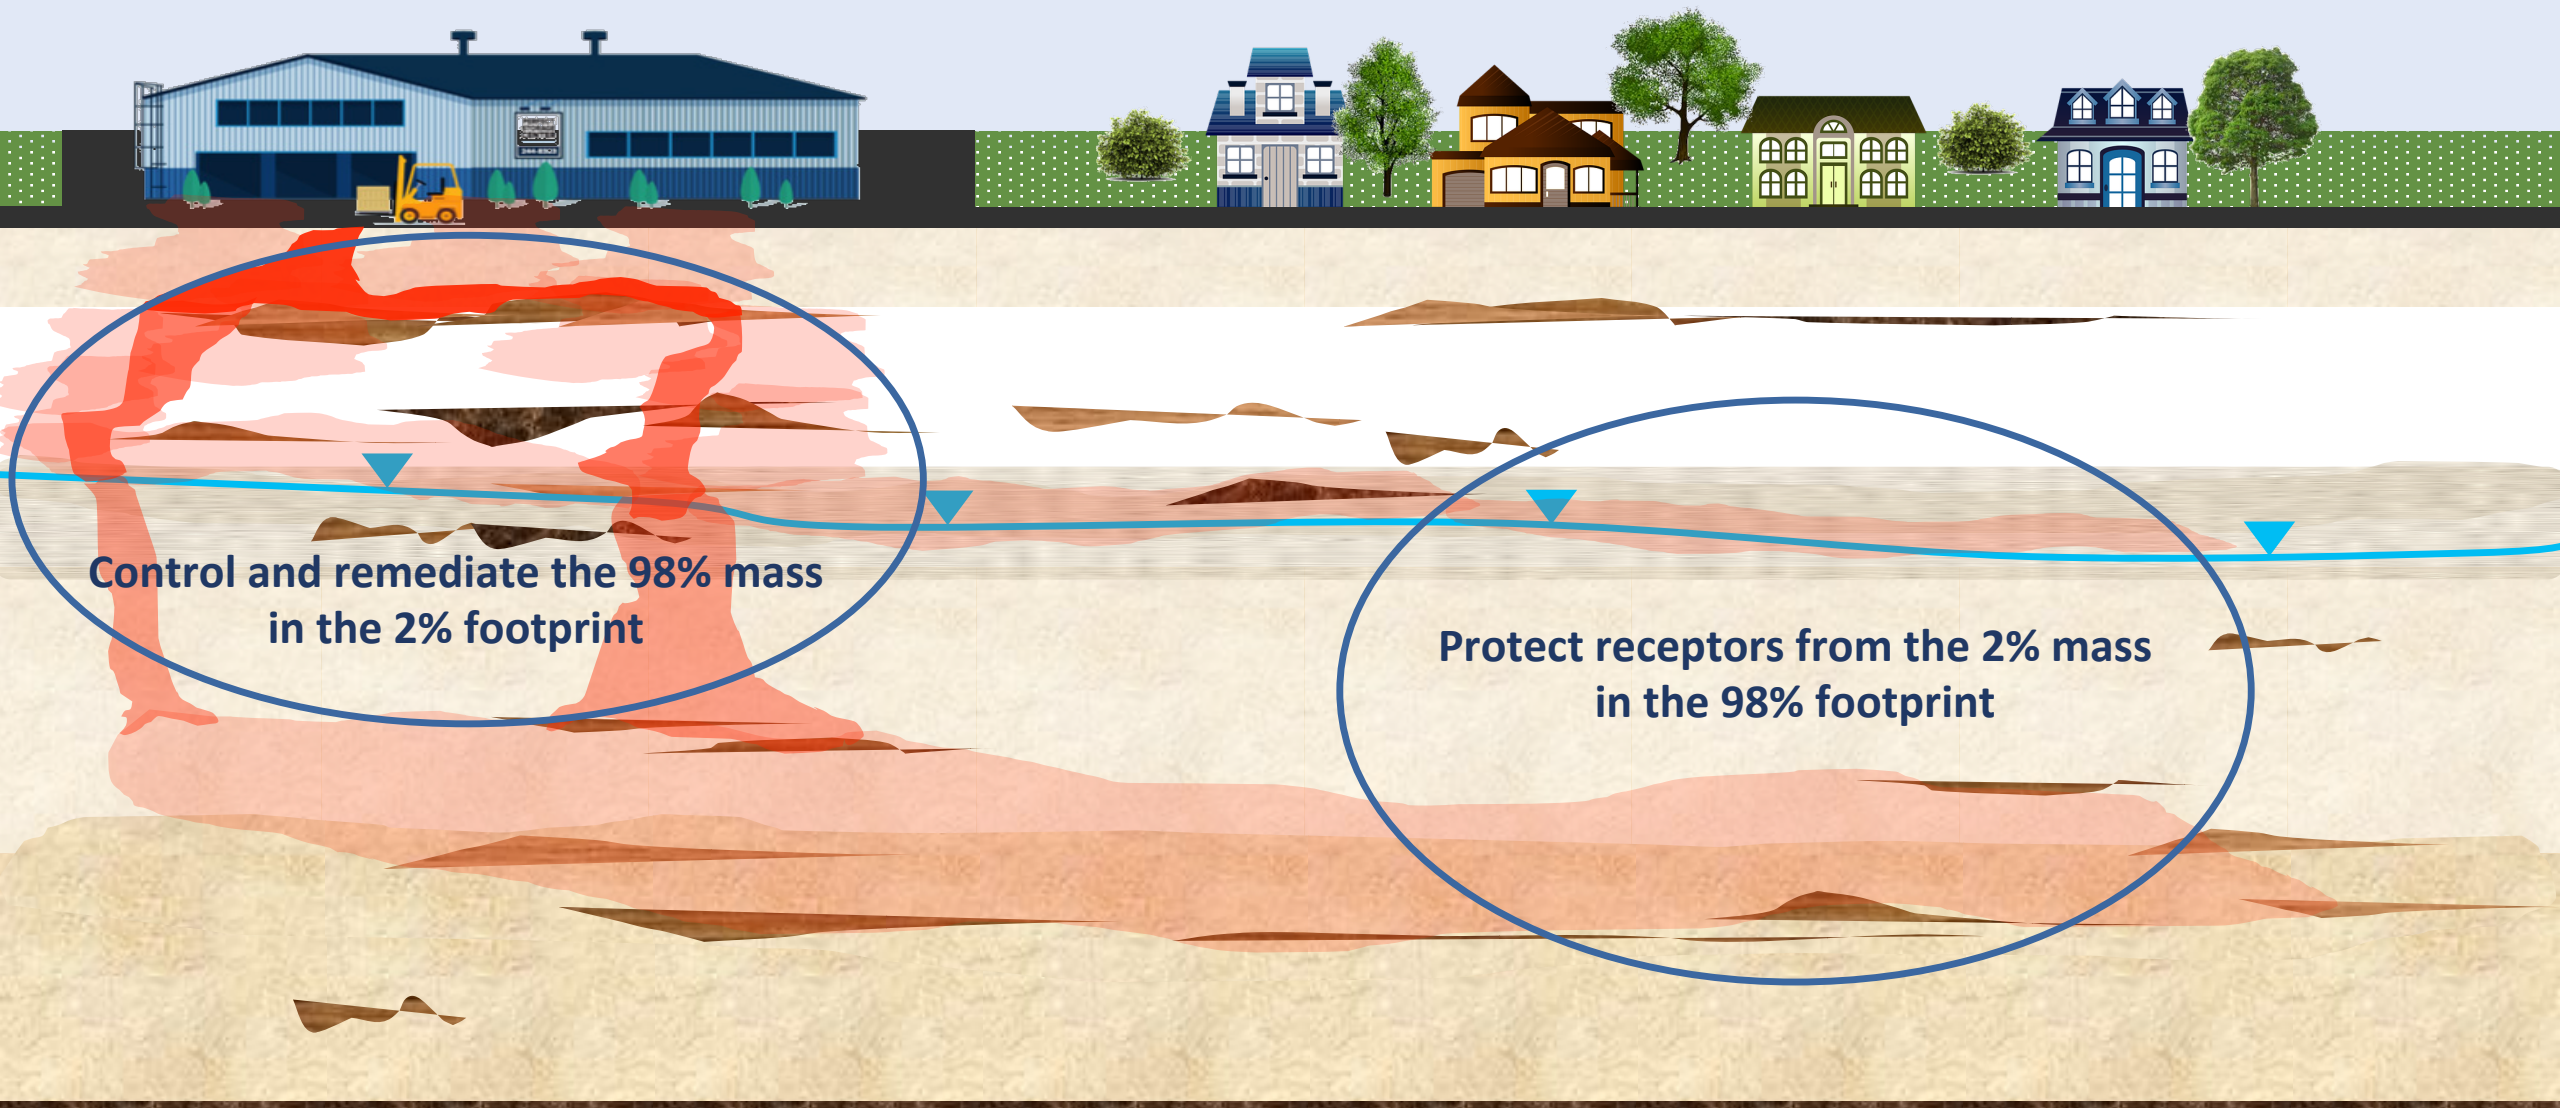 Control and remediate the 98% mass
in the 2% footprint
Protect receptors from the 2% mass
in the 98% footprint